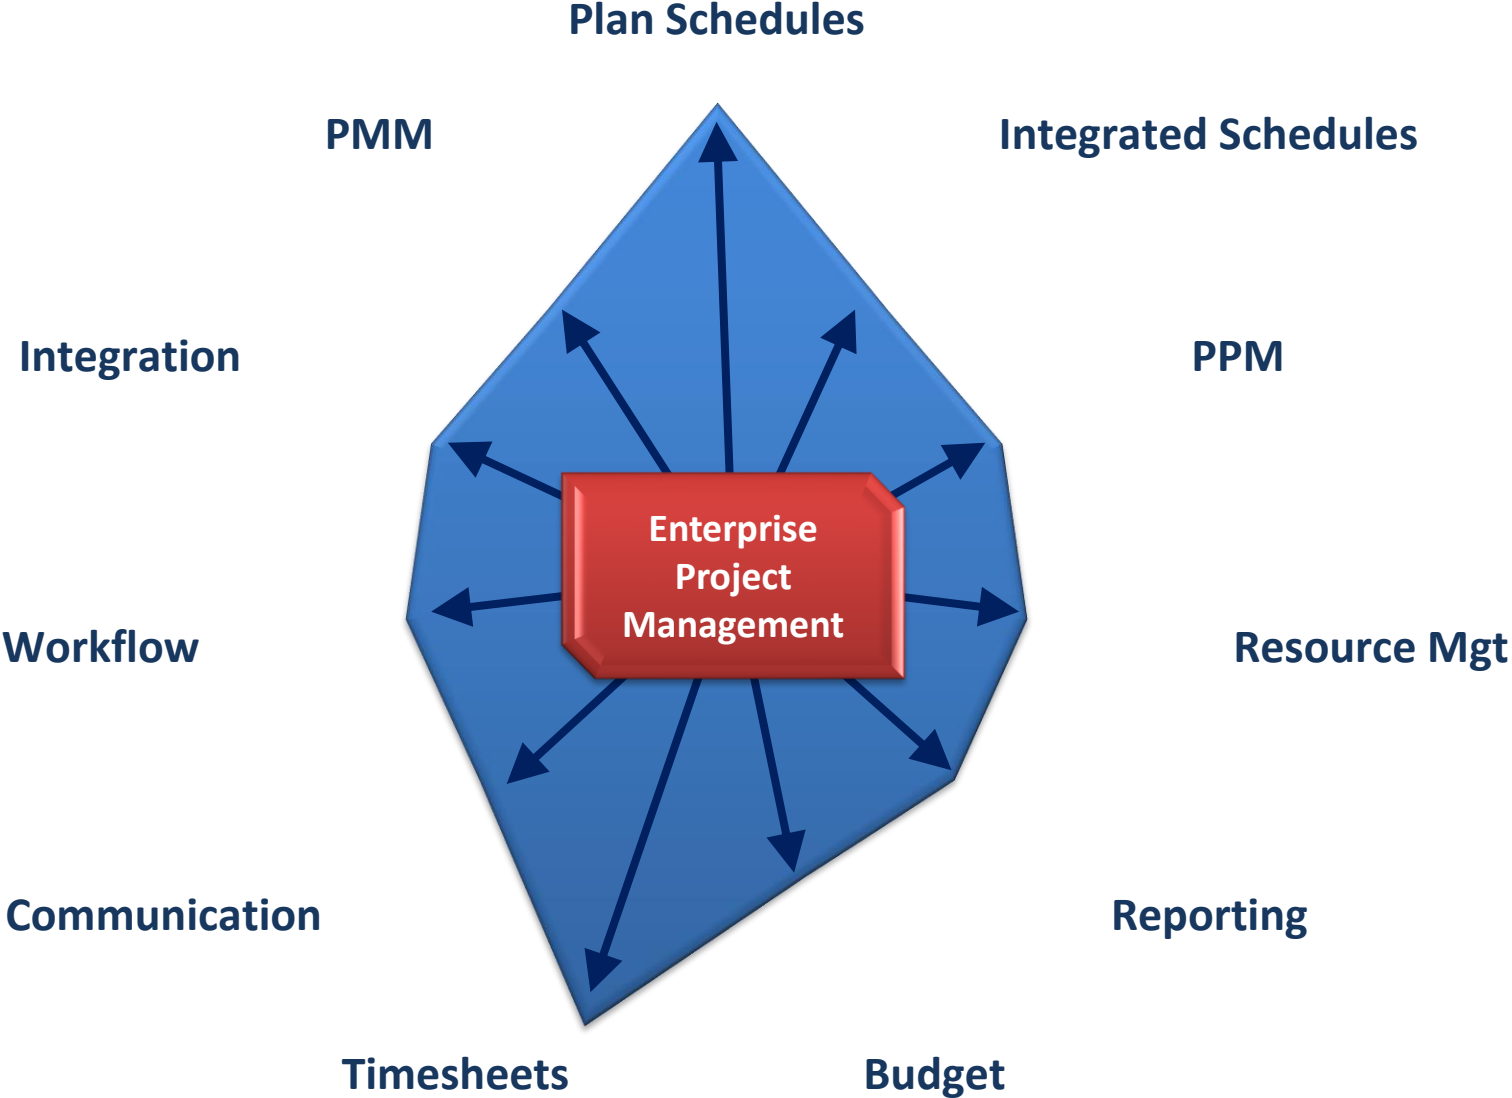 Plan Schedules
PMM
Integrated Schedules
Integration
PPM
Enterprise
Project
Management
Workflow
Resource Mgt
Communication
Reporting
Timesheets
Budget